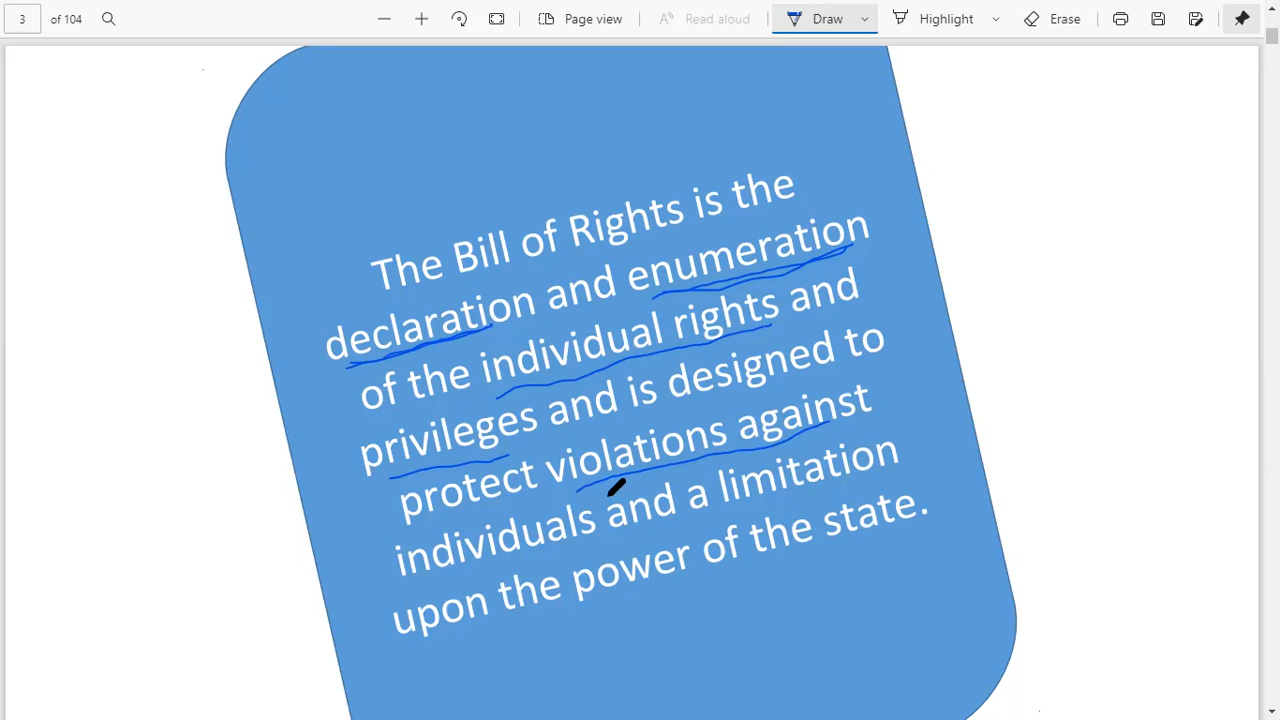 3 of 104 Page view Read aloud Draw Highlight Erase
The Bill of Rights is the
declaration and enumeration
of the individual rights and
privileges and is designed to
protect violations against
individuals and a limitation
upon the power of the state.